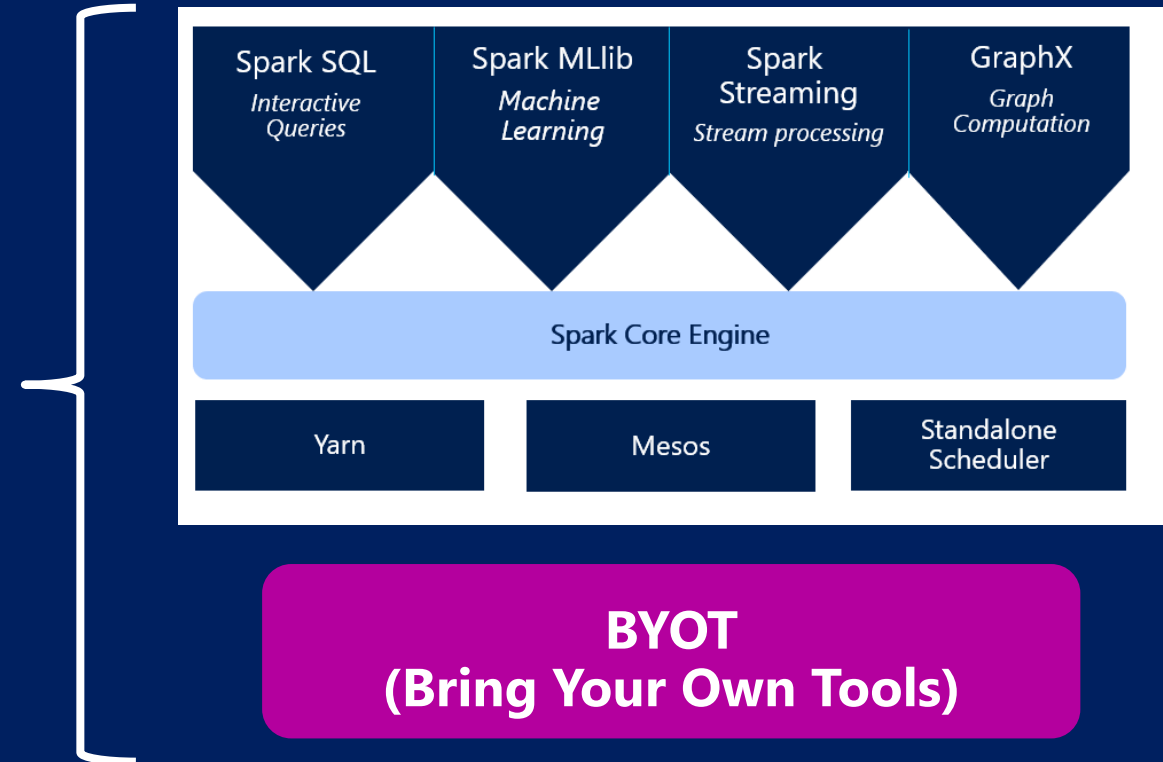 Spark SQL
Interactive
Queries
Spark MLlib
Machine
Learning
Spark
Streaming
Stream processing
GraphX
Graph
Computation
Spark Core Engine
Yarn
Mesos
Standalone
Scheduler
BYOT
(Bring Your Own Tools)